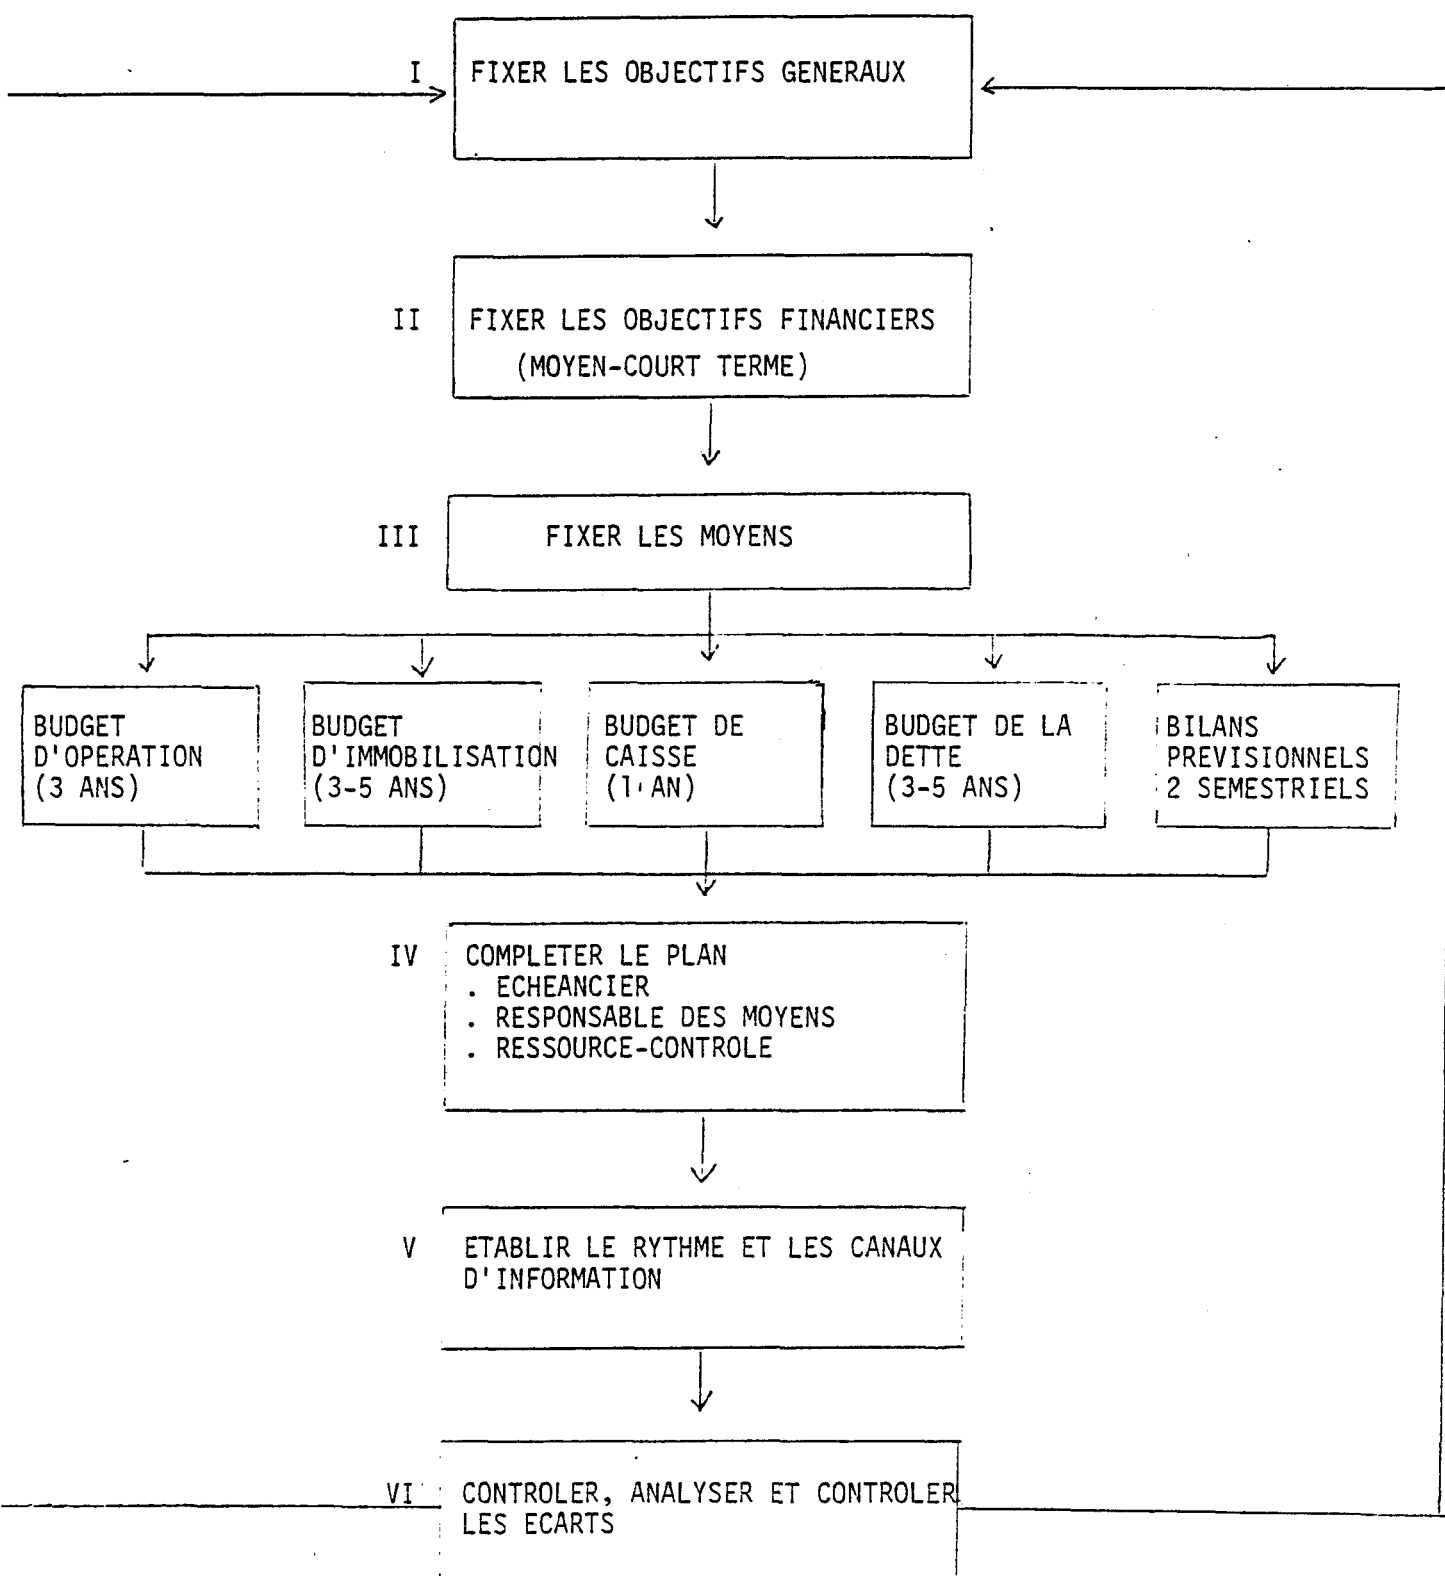 I FIXER LES OBJECTIFS GENERAUX
II FIXER LES OBJECTIFS FINANCIERS
(MOYEN-COURT TERME)
III FIXER LES MOYENS
BUDGET
D'OPERATION
(3 ANS)
BUDGET
D'IMMOBILISATION
(3-5 ANS)
BUDGET DE
CAISSE
(1 AN)
BUDGET DE LA
DETTE
(3-5 ANS)
BILANS
PREVISIONNELS
2 SEMESTRIELS
IV COMPLETER LE PLAN
. ECHEANCIER
. RESPONSABLE DES MOYENS
. RESSOURCE-CONTROLE
V ETABLIR LE RYTHME ET LES CANAUX
D'INFORMATION
VI CONTROLER, ANALYSER ET CONTROLER
LES ECARTS